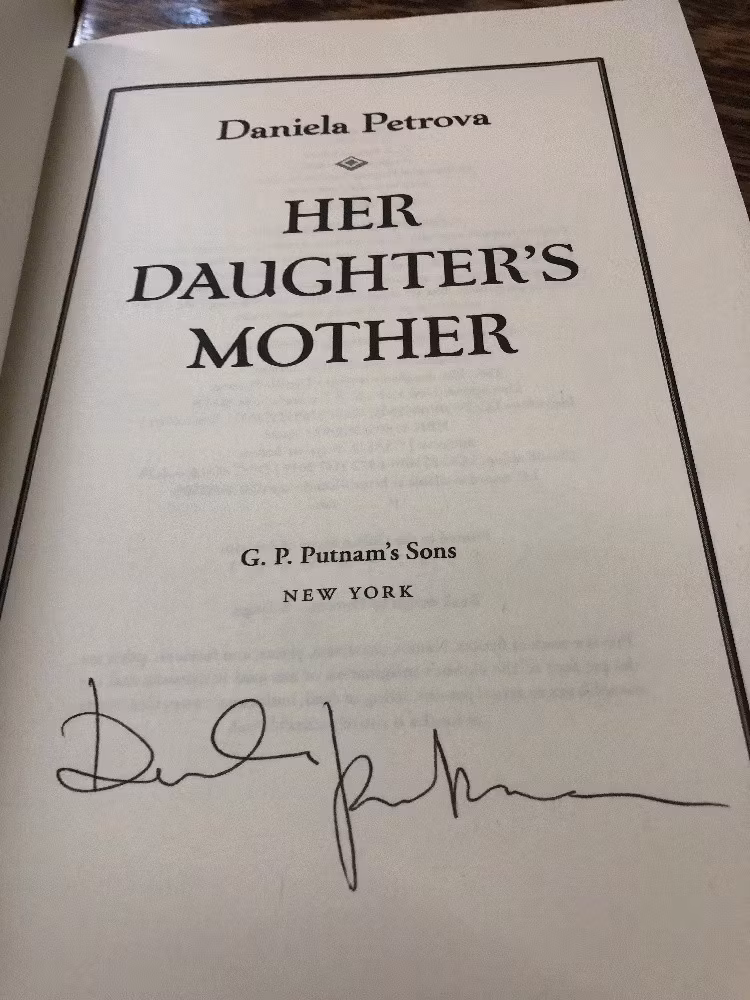 Daniela Petrova
HER
DAUGHTER'S
MOTHER
G. P. Putnam's Sons
NEW YORK